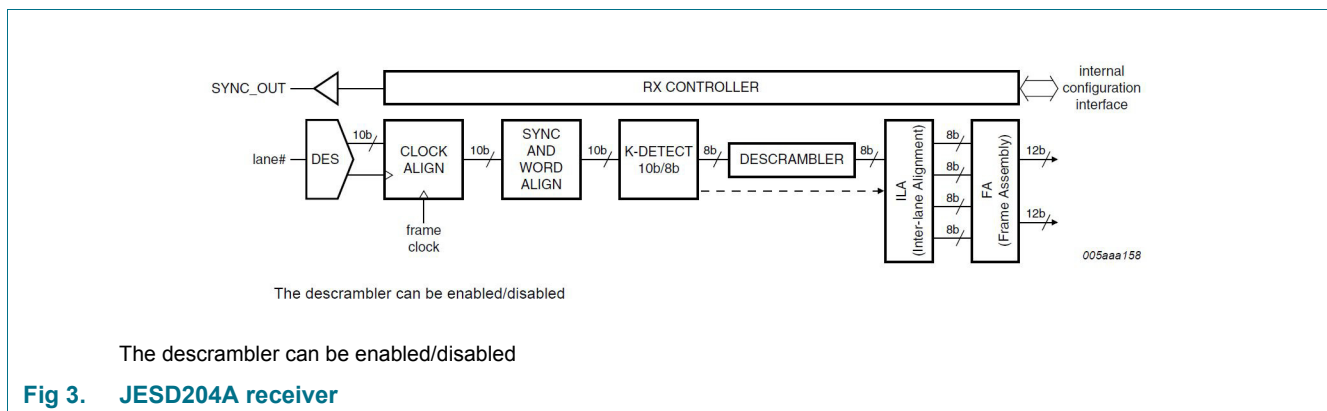 SYNC_OUT
RX CONTROLLER
internal
configuration
interface
lane#
DES
10b
CLOCK
ALIGN
frame
clock
10b
SYNC
AND
WORD
ALIGN
10b
K-DETECT
10b/8b
8b
DESCRAMBLER
8b
ILA
(Inter-lane Alignment)
8b
8b
8b
8b
FA
(Frame Assembly)
12b
12b
005aaa158
The descrambler can be enabled/disabled
The descrambler can be enabled/disabled
Fig 3. JESD204A receiver